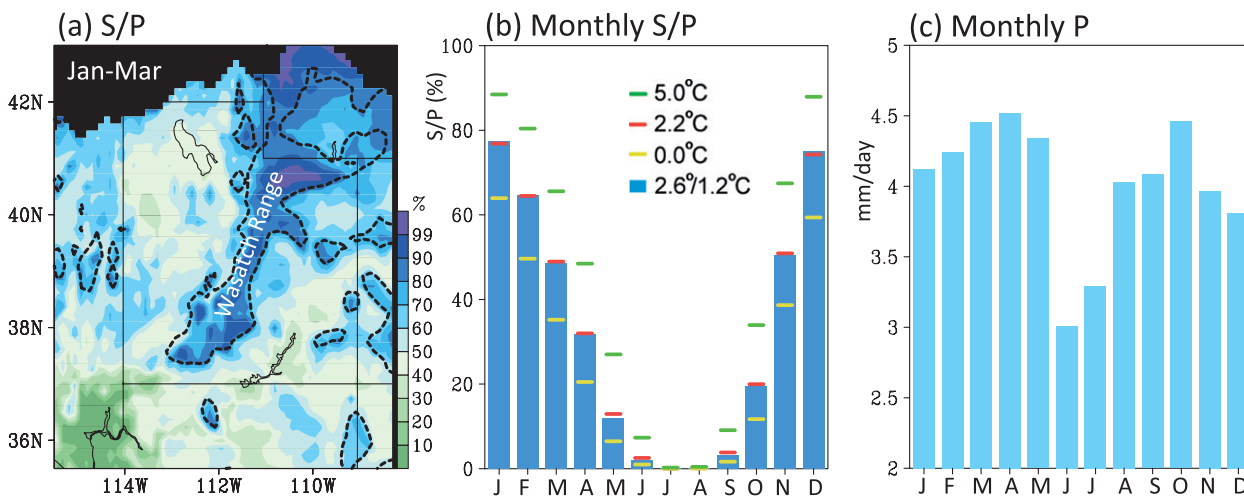 (a) S/P
Jan-Mar
42N
40N
38N
36N
114W 112W 110W
Wasatch Range
%
99
90
80
70
60
50
40
30
20
10
(b) Monthly S/P
S/P (%)
100
80
60
40
20
0
5.0°C
2.2°C
0.0°C
2.6°/1.2°C
J F M A M J J A S O N D
(c) Monthly P
mm/day
5
4.5
4
3.5
3
2.5
2
J F M A M J J A S O N D